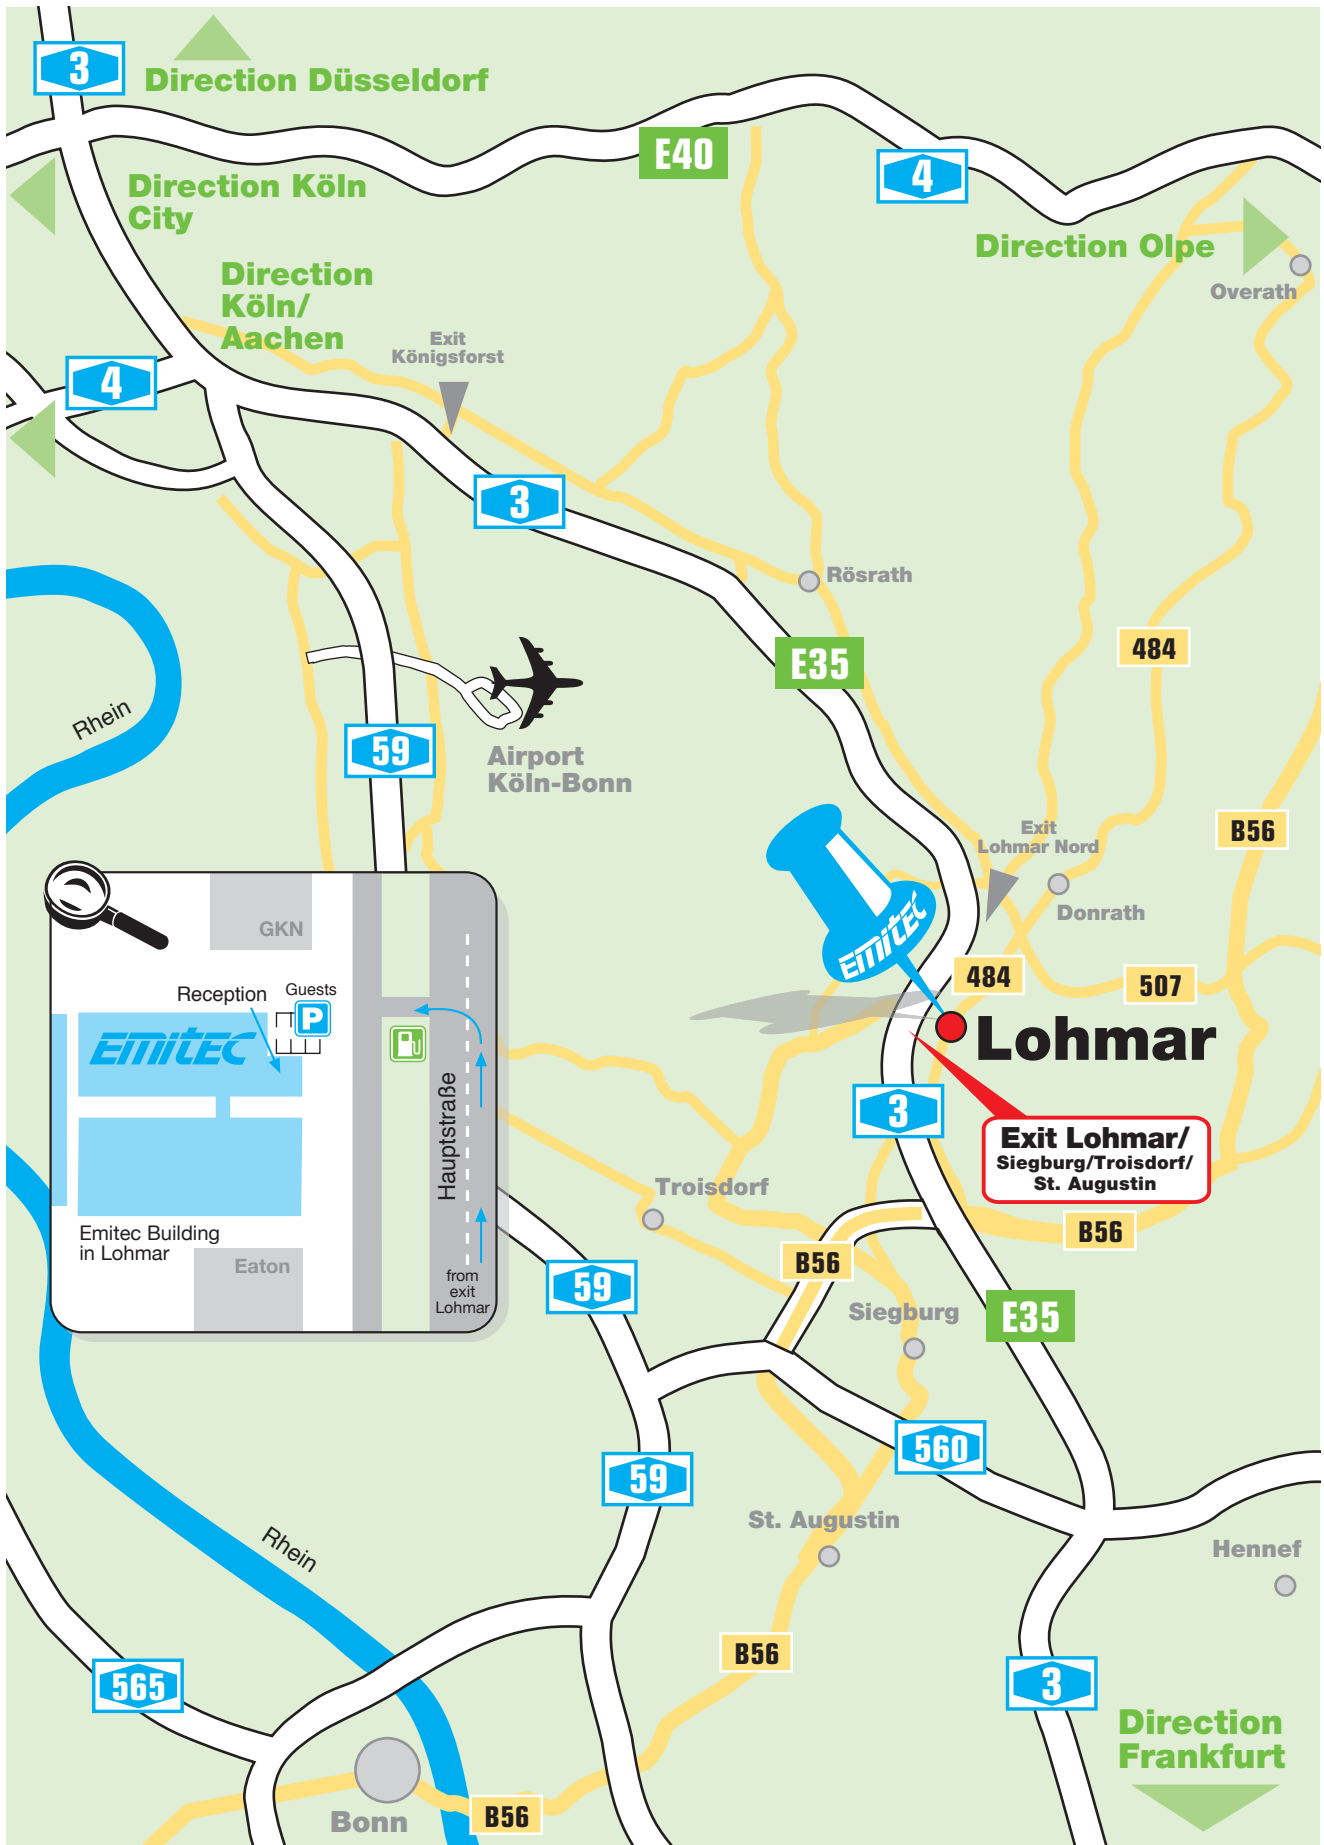 3
Direction Düsseldorf
E40
4
Direction Köln
City
Direction Olpe
Overath
Direction
Köln/
Aachen
Exit
Königsforst
4
3
Rösrath
484
E35
Rhein
59
Airport
Köln-Bonn
B56
Exit
Lohmar Nord
Donrath
EMITEC
484
507
Lohmar
3
Exit Lohmar/
Siegburg/Troisdorf/
St. Augustin
GKN
Reception
Guests
P
EMITEC
Hauptstraße
Emitec Building
in Lohmar
Eaton
from
exit
Lohmar
Troisdorf
B56
B56
59
Siegburg
E35
560
59
St. Augustin
Hennef
Rhein
B56
565
3
Direction
Frankfurt
Bonn
B56